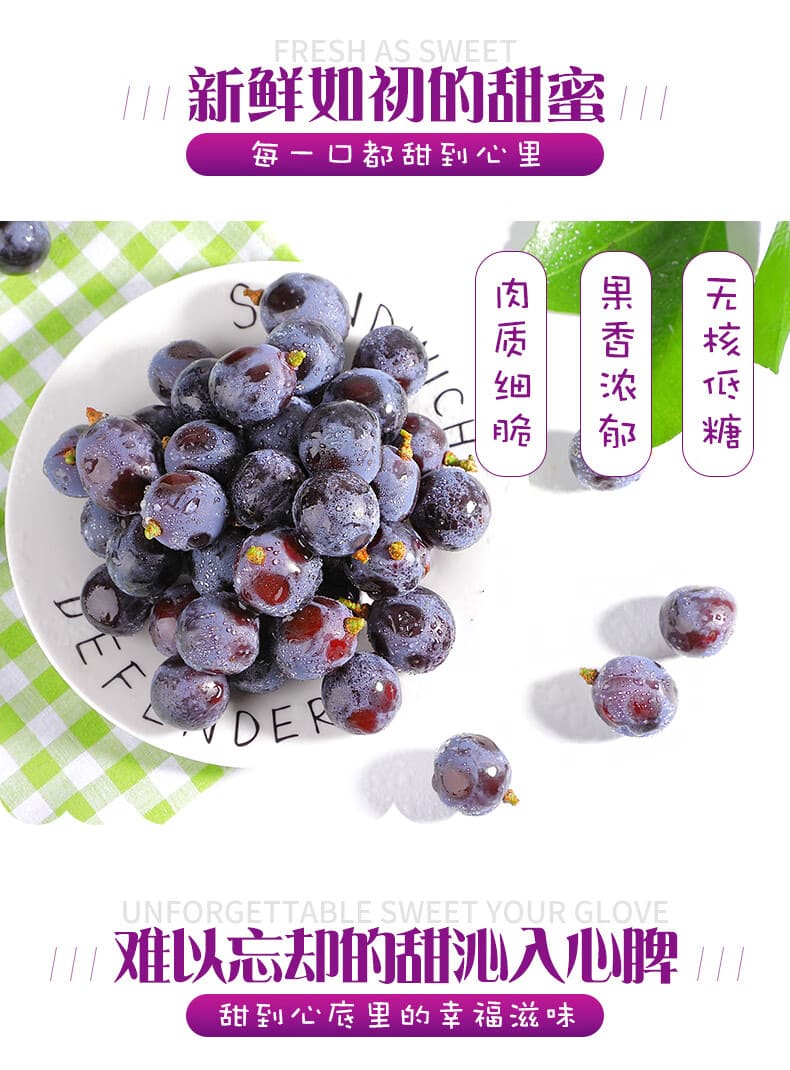 FRESH AS SWEET
新鲜如初的甜蜜
每一口都甜到心里
肉质细脆
果香浓郁
无核低糖
SANDWICH
DEFENDER
UNFORGETTABLE SWEET YOUR GLOVE
难以忘却的甜沁入心脾
甜到心底里的幸福滋味